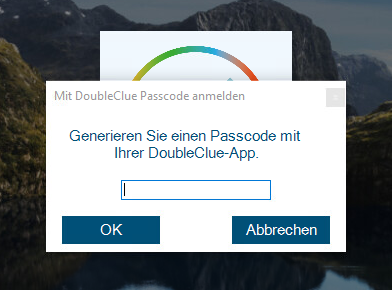 Mit DoubleClue Passcode anmelden
Generieren Sie einen Passcode mit
Ihrer DoubleClue-App.
OK
Abbrechen